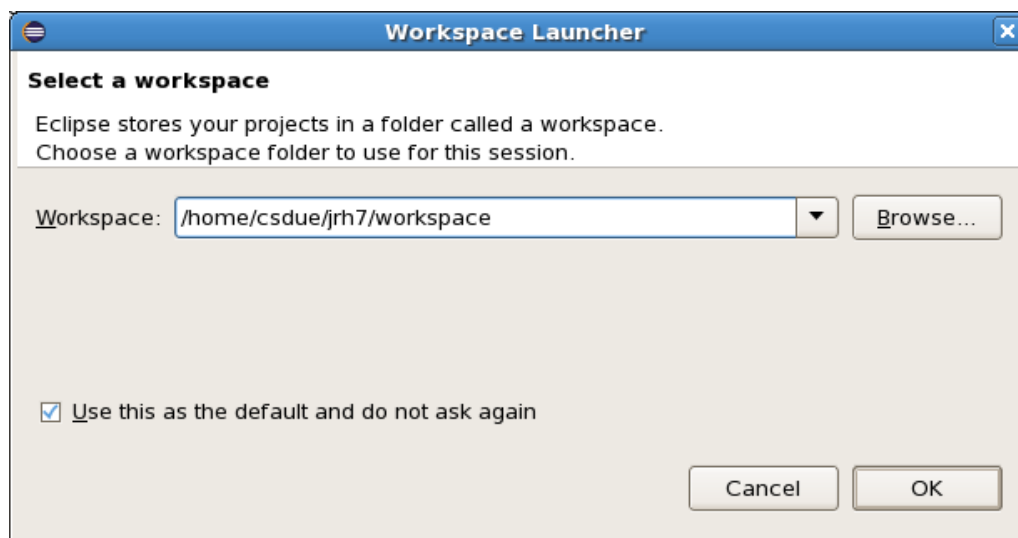 Workspace Launcher
Select a workspace
Eclipse stores your projects in a folder called a workspace.
Choose a workspace folder to use for this session.
Workspace: /home/csdue/jrh7/workspace Browse...
Use this as the default and do not ask again
Cancel OK